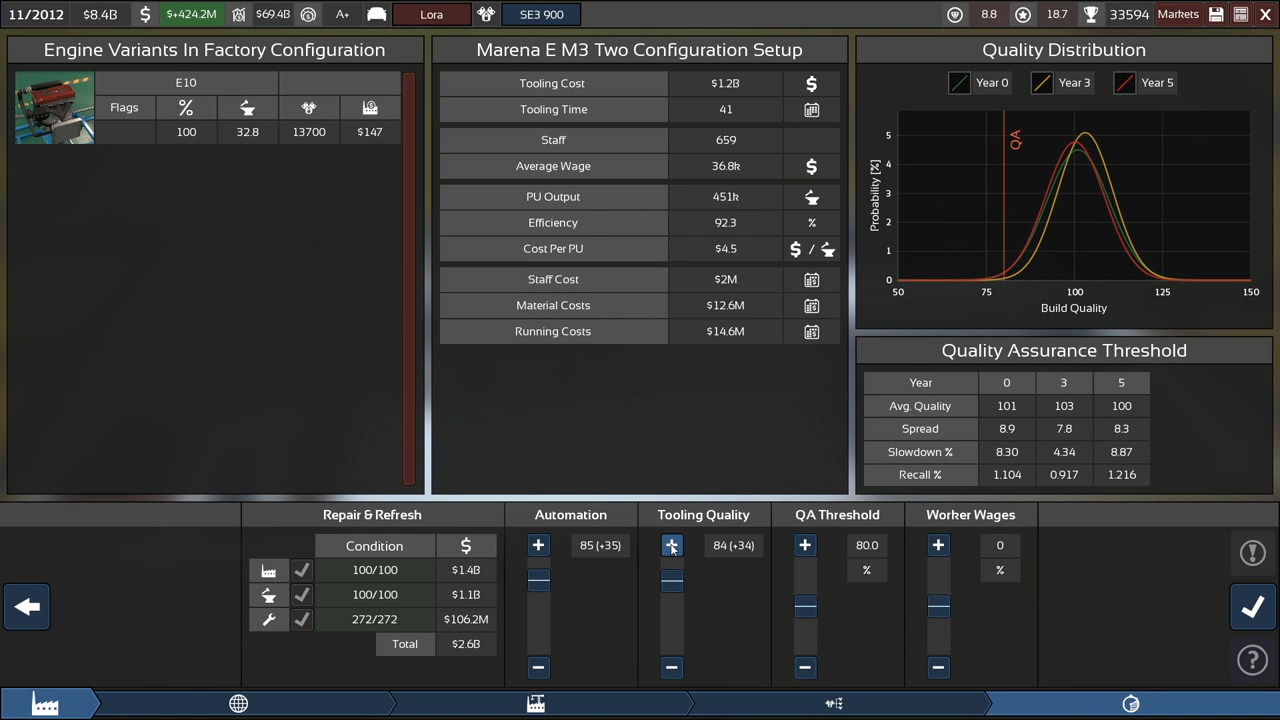 11/2012 $8.4B $+424.2M $69.4B A+ Lora SE3 900 8.8 18.7 33594 Markets
Engine Variants In Factory Configuration
E10
Flags %
100 32.8 13700 $147
Marena E M3 Two Configuration Setup
Tooling Cost $1.2B $
Tooling Time 41
Staff 659
Average Wage 36.8k $
PU Output 451k
Efficiency 92.3 %
Cost Per PU $4.5 $ /
Staff Cost $2M
Material Costs $12.6M
Running Costs $14.6M
Quality Distribution
Year 0 Year 3 Year 5
QA
Probability [%]
5
4
3
2
1
0
50 75 100 125 150
Build Quality
Quality Assurance Threshold
Year 0 3 5
Avg. Quality 101 103 100
Spread 8.9 7.8 8.3
Slowdown % 8.30 4.34 8.87
Recall % 1.104 0.917 1.216
Repair & Refresh
Condition $
100/100 $1.4B
100/100 $1.1B
272/272 $106.2M
Total $2.6B
Automation
+ 85 (+35)
−
Tooling Quality
+ 84 (+34)
−
QA Threshold
+ 80.0
%
−
Worker Wages
+ 0
%
−
!
?